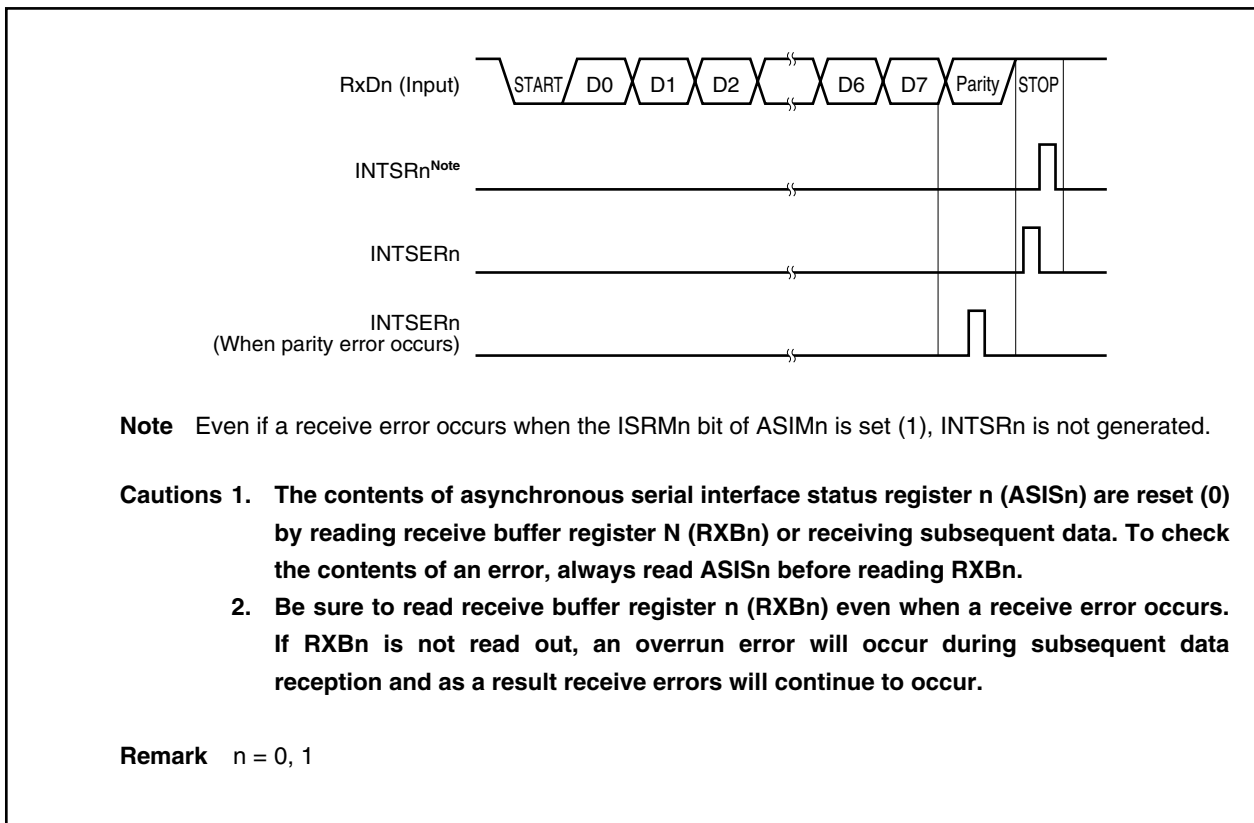 RxDn (Input) START D0 D1 D2 D6 D7 Parity STOP
INTSRnNote
INTSERn
INTSERn
(When parity error occurs)
Note Even if a receive error occurs when the ISRMn bit of ASIMn is set (1), INTSRn is not generated.
Cautions 1. The contents of asynchronous serial interface status register n (ASISn) are reset (0)
by reading receive buffer register N (RXBn) or receiving subsequent data. To check
the contents of an error, always read ASISn before reading RXBn.
2. Be sure to read receive buffer register n (RXBn) even when a receive error occurs.
If RXBn is not read out, an overrun error will occur during subsequent data
reception and as a result receive errors will continue to occur.
Remark n = 0, 1